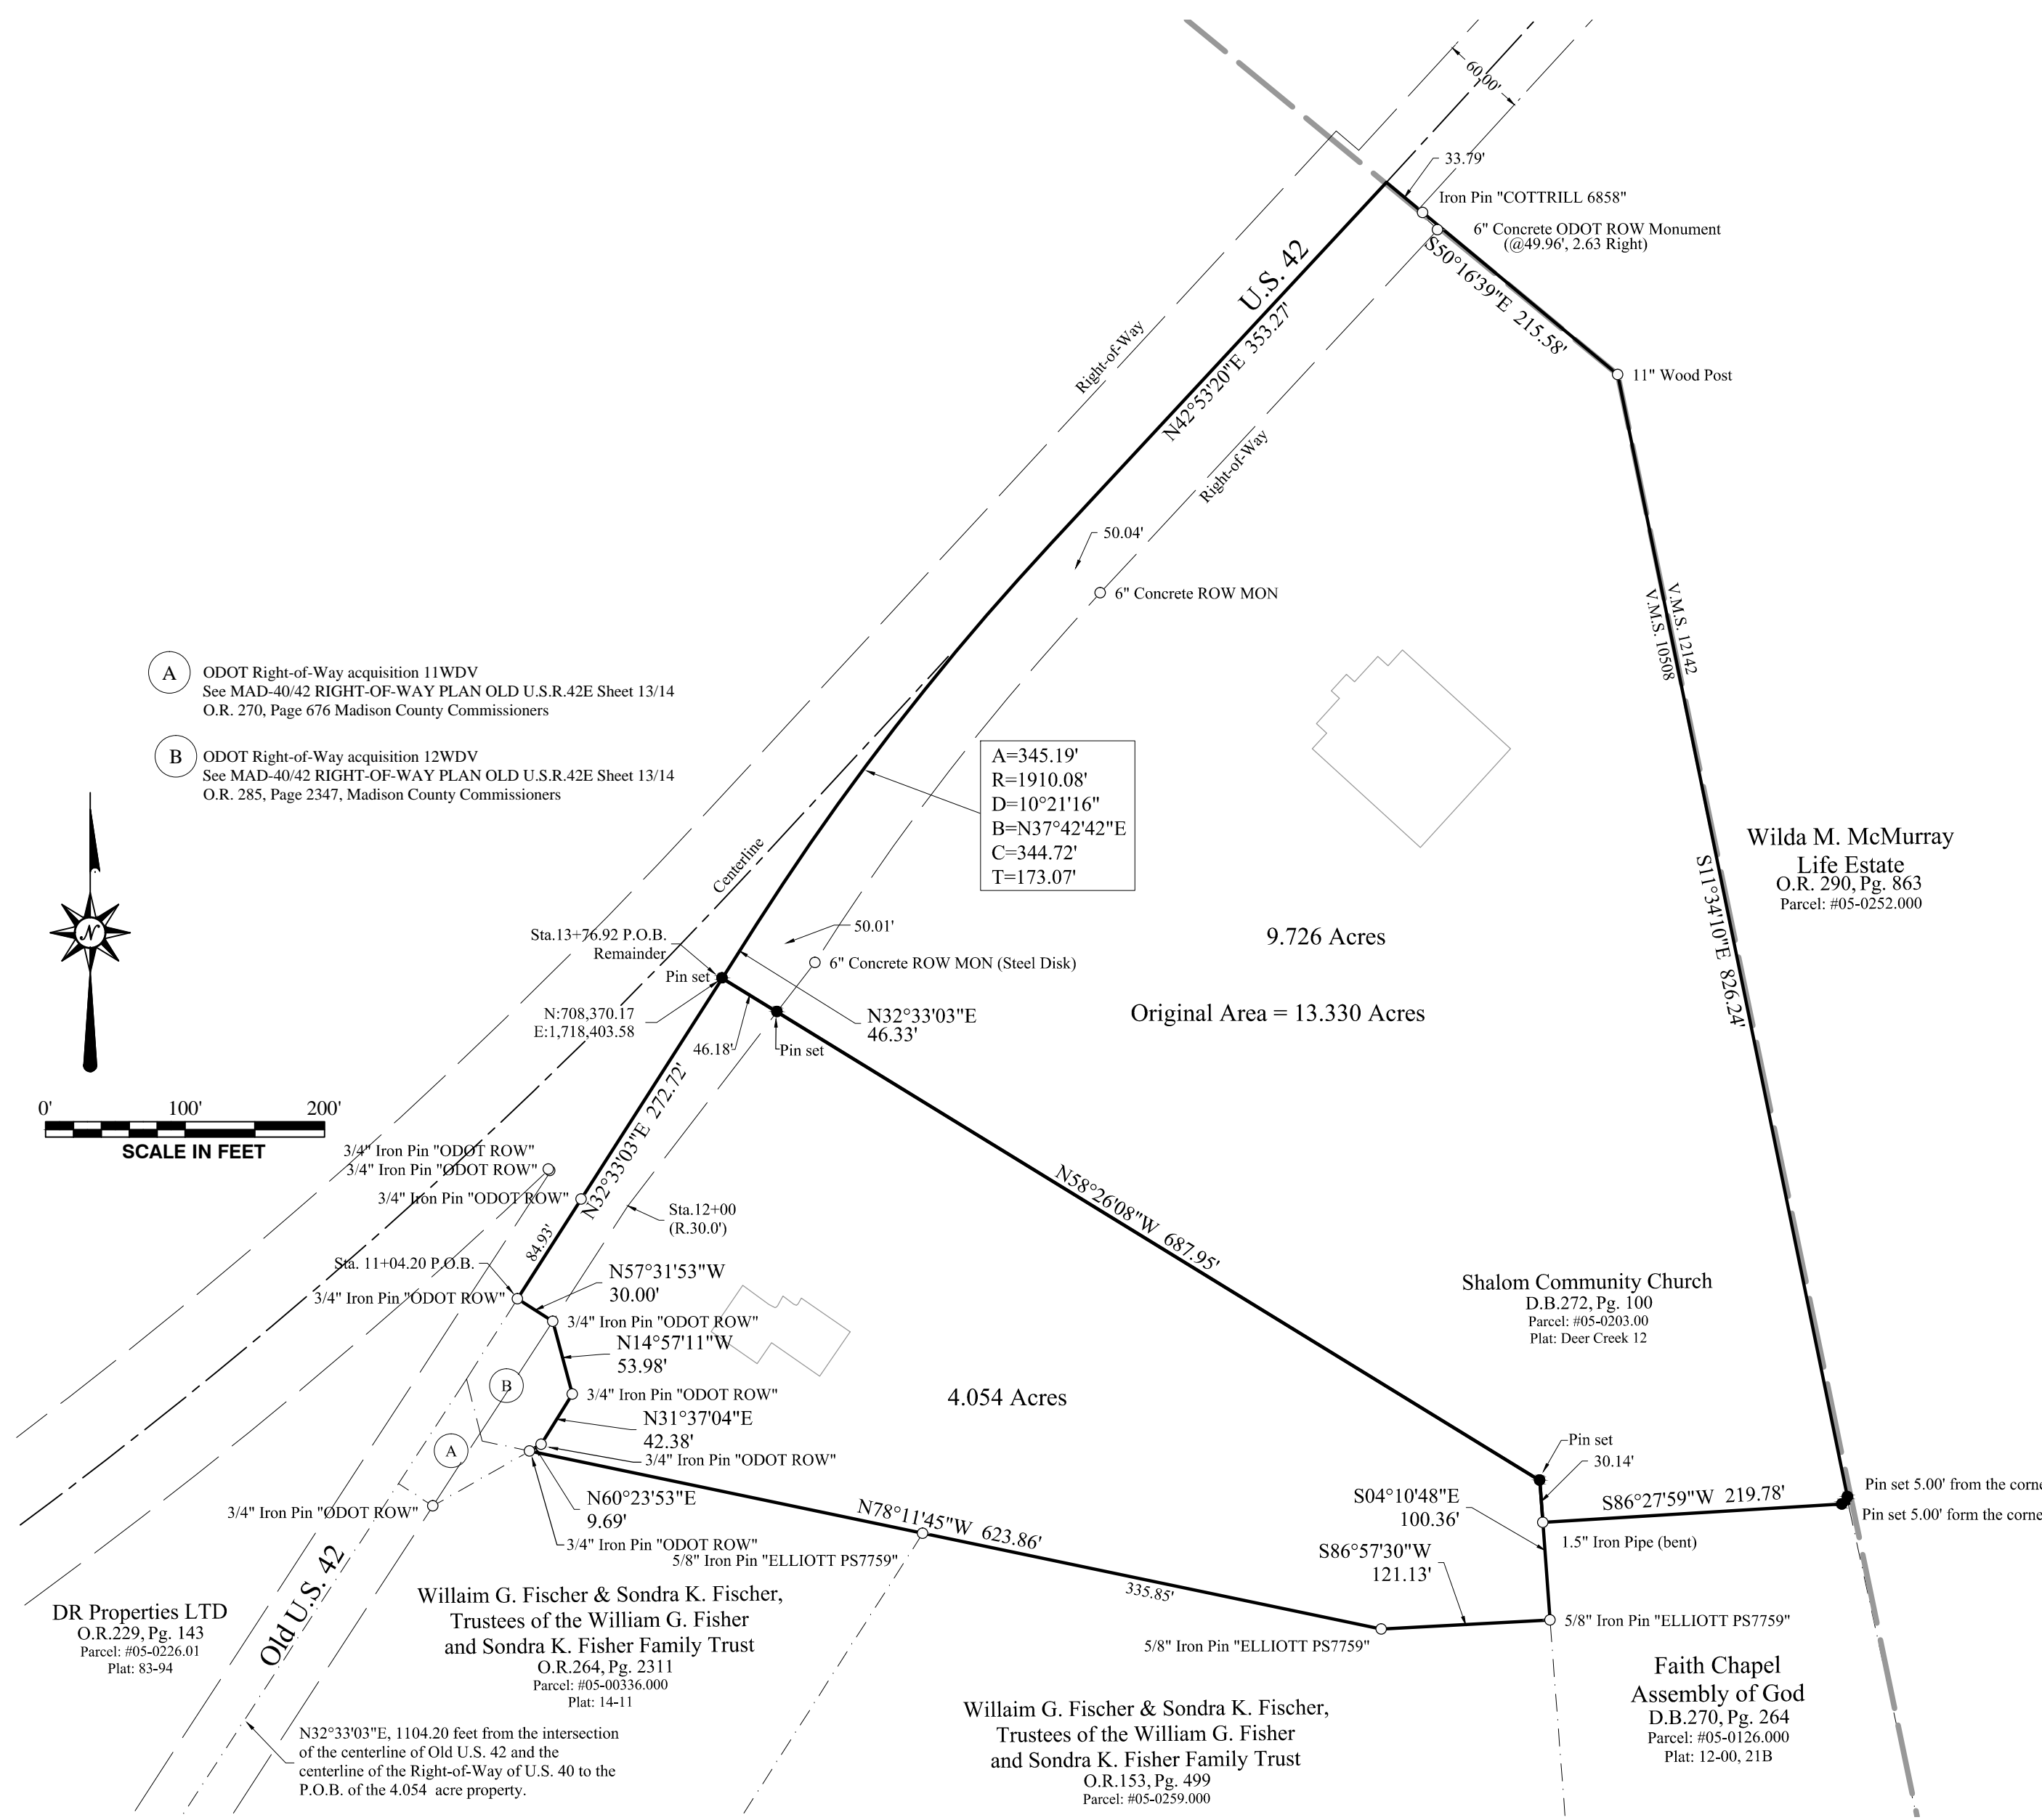 60.00'
33.79'
Iron Pin "COTTRILL 6858"
6" Concrete ODOT ROW Monument
(@49.96', 2.63 Right)
S50°16'39"E 215.58'
U.S. 42
N42°53'20"E 353.27'
Right-of-Way
Right-of-Way
11" Wood Post
50.04'
6" Concrete ROW MON
V.M.S. 12142
V.M.S. 10508
A
ODOT Right-of-Way acquisition 11WDV
See MAD-40/42 RIGHT-OF-WAY PLAN OLD U.S.R.42E Sheet 13/14
O.R. 270, Page 676 Madison County Commissioners
B
ODOT Right-of-Way acquisition 12WDV
See MAD-40/42 RIGHT-OF-WAY PLAN OLD U.S.R.42E Sheet 13/14
O.R. 285, Page 2347, Madison County Commissioners
A=345.19'
R=1910.08'
D=10°21'16"
B=N37°42'42"E
C=344.72'
T=173.07'
Centerline
Wilda M. McMurray
Life Estate
O.R. 290, Pg. 863
Parcel: #05-0252.000
S11°34'10"E 826.24'
N
Sta.13+76.92 P.O.B.
Remainder
Pin set
50.01'
6" Concrete ROW MON (Steel Disk)
9.726 Acres
Original Area = 13.330 Acres
N:708,370.17
E:1,718,403.58
N32°33'03"E
46.33'
46.18'
Pin set
N32°33'03"E 272.72'
0' 100' 200'
SCALE IN FEET
3/4" Iron Pin "ODOT ROW"
3/4" Iron Pin "ODOT ROW"
3/4" Iron Pin "ODOT ROW"
Sta.12+00
(R.30.0')
N58°26'08"W 687.95'
84.93'
Sta. 11+04.20 P.O.B.
3/4" Iron Pin "ODOT ROW"
N57°31'53"W
30.00'
3/4" Iron Pin "ODOT ROW"
N14°57'11"W
53.98'
Shalom Community Church
D.B.272, Pg. 100
Parcel: #05-0203.00
Plat: Deer Creek 12
B
3/4" Iron Pin "ODOT ROW"
4.054 Acres
N31°37'04"E
42.38'
A
3/4" Iron Pin "ODOT ROW"
Pin set
30.14'
S04°10'48"E
100.36'
S86°27'59"W 219.78'
Pin set 5.00' from the corne
Pin set 5.00' form the corne
3/4" Iron Pin "ODOT ROW"
N60°23'53"E
9.69'
3/4" Iron Pin "ODOT ROW"
N78°11'45"W 623.86'
5/8" Iron Pin "ELLIOTT PS7759"
1.5" Iron Pipe (bent)
S86°57'30"W
121.13'
335.85'
5/8" Iron Pin "ELLIOTT PS7759"
5/8" Iron Pin "ELLIOTT PS7759"
DR Properties LTD
O.R.229, Pg. 143
Parcel: #05-0226.01
Plat: 83-94
Old U.S. 42
Willaim G. Fischer & Sondra K. Fischer,
Trustees of the William G. Fisher
and Sondra K. Fisher Family Trust
O.R.264, Pg. 2311
Parcel: #05-00336.000
Plat: 14-11
Faith Chapel
Assembly of God
D.B.270, Pg. 264
Parcel: #05-0126.000
Plat: 12-00, 21B
Willaim G. Fischer & Sondra K. Fischer,
Trustees of the William G. Fisher
and Sondra K. Fisher Family Trust
O.R.153, Pg. 499
Parcel: #05-0259.000
N32°33'03"E, 1104.20 feet from the intersection
of the centerline of Old U.S. 42 and the
centerline of the Right-of-Way of U.S. 40 to the
P.O.B. of the 4.054 acre property.